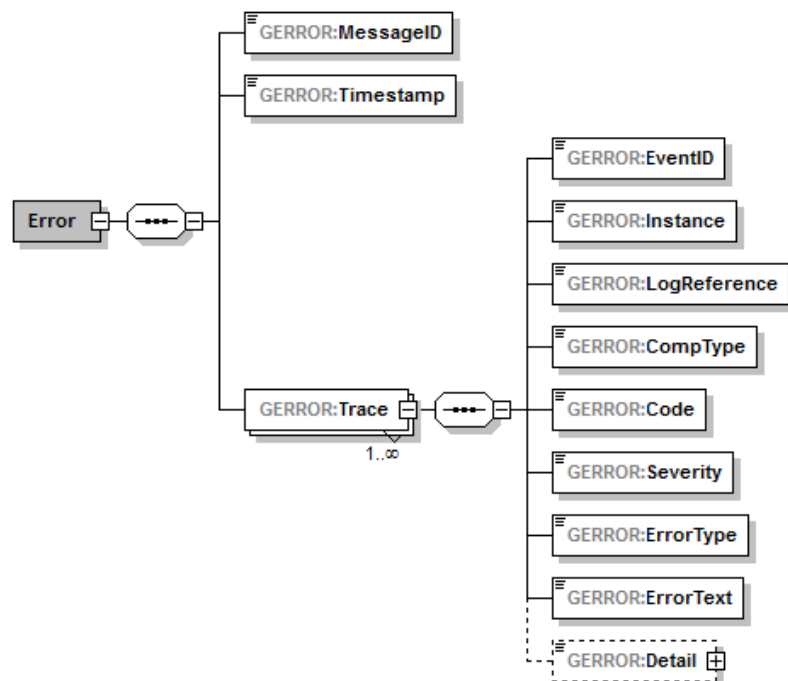 GERROR:MessageID
GERROR:Timestamp
GERROR:EventID
Error
GERROR:Instance
GERROR:LogReference
GERROR:CompType
GERROR:Trace
GERROR:Code
1..∞
GERROR:Severity
GERROR:ErrorType
GERROR:ErrorText
GERROR:Detail